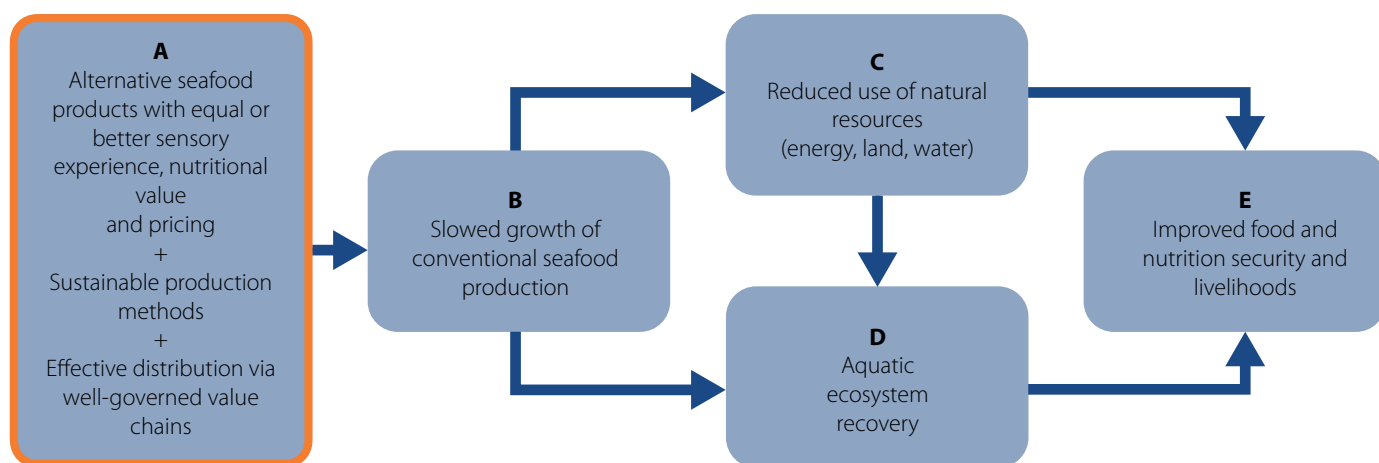 A
Alternative seafood
products with equal or
better sensory
experience, nutritional
value
and pricing
+
Sustainable production
methods
+
Effective distribution via
well-governed value
chains
B
Slowed growth of
conventional seafood
production
C
Reduced use of natural
resources
(energy, land, water)
D
Aquatic
ecosystem
recovery
E
Improved food and
nutrition security and
livelihoods